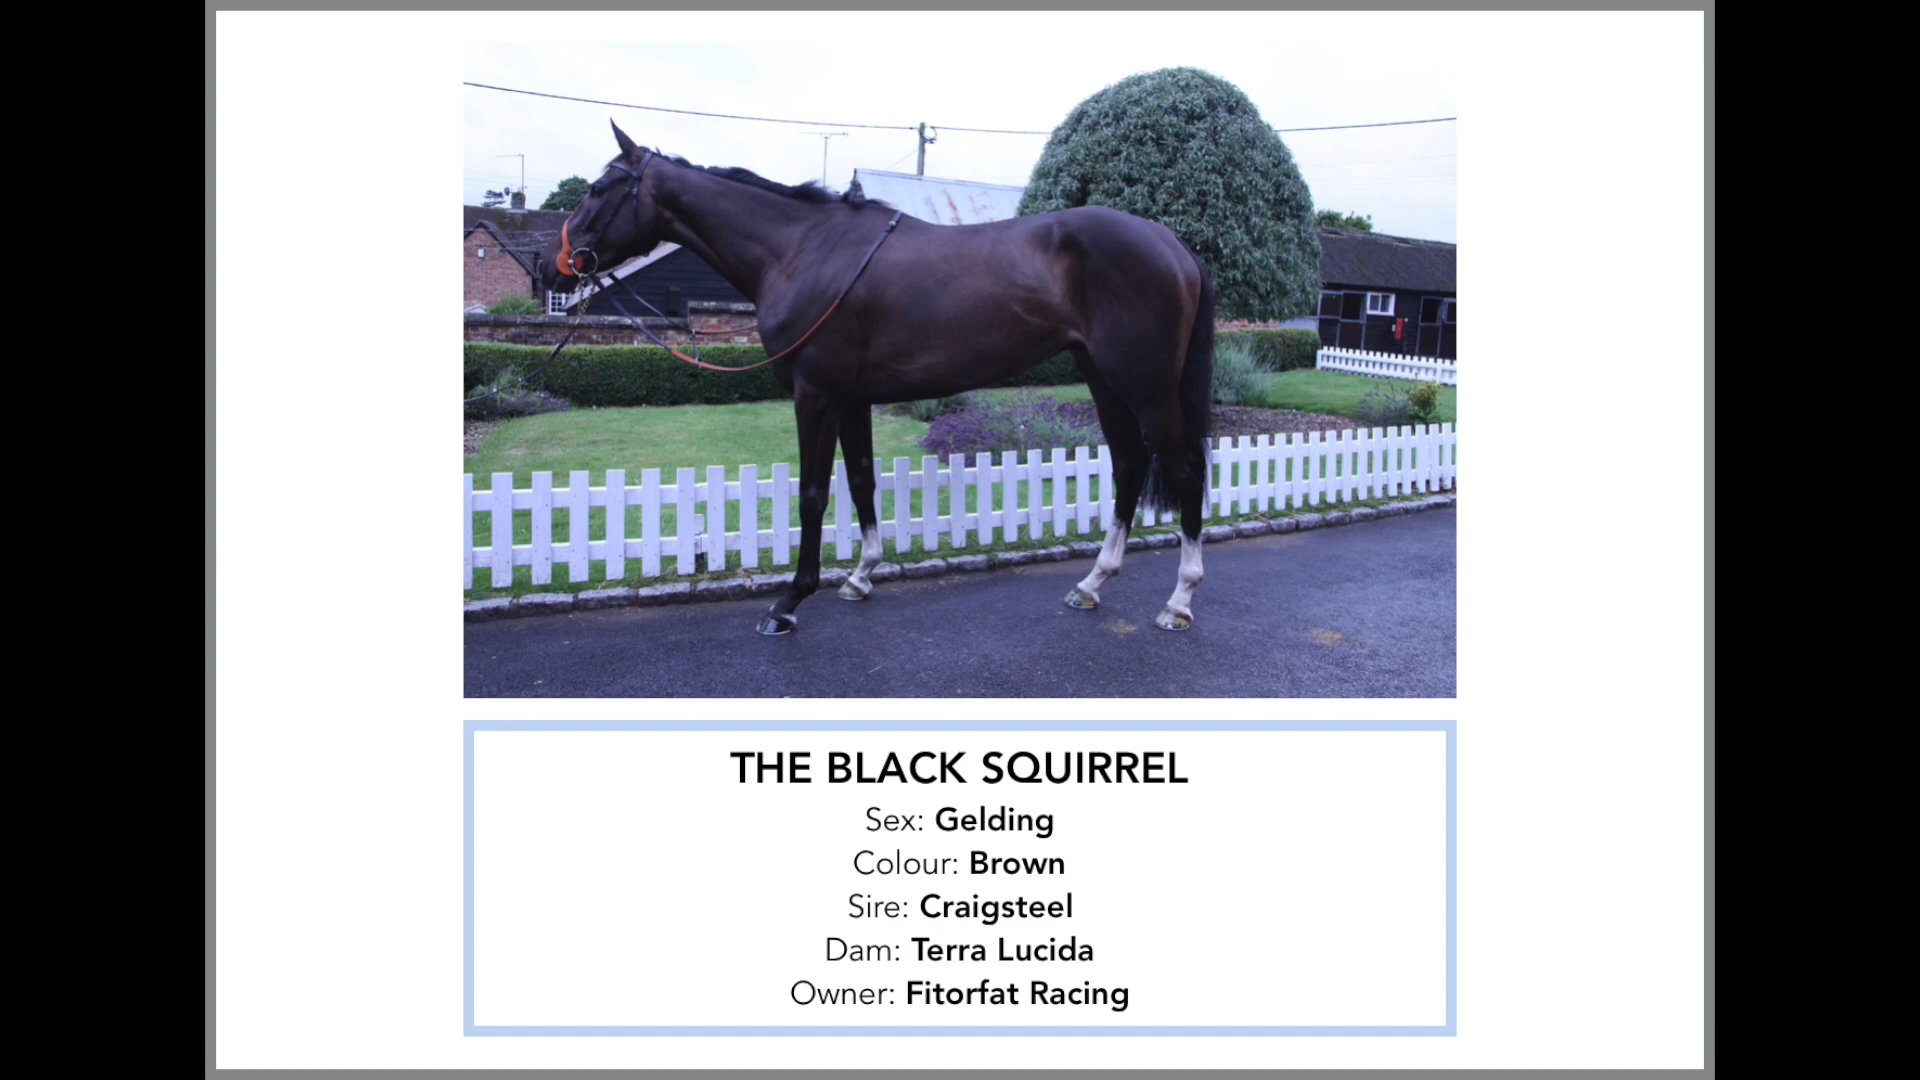 THE BLACK SQUIRREL
Sex: Gelding
Colour: Brown
Sire: Craigsteel
Dam: Terra Lucida
Owner: Fitorfat Racing